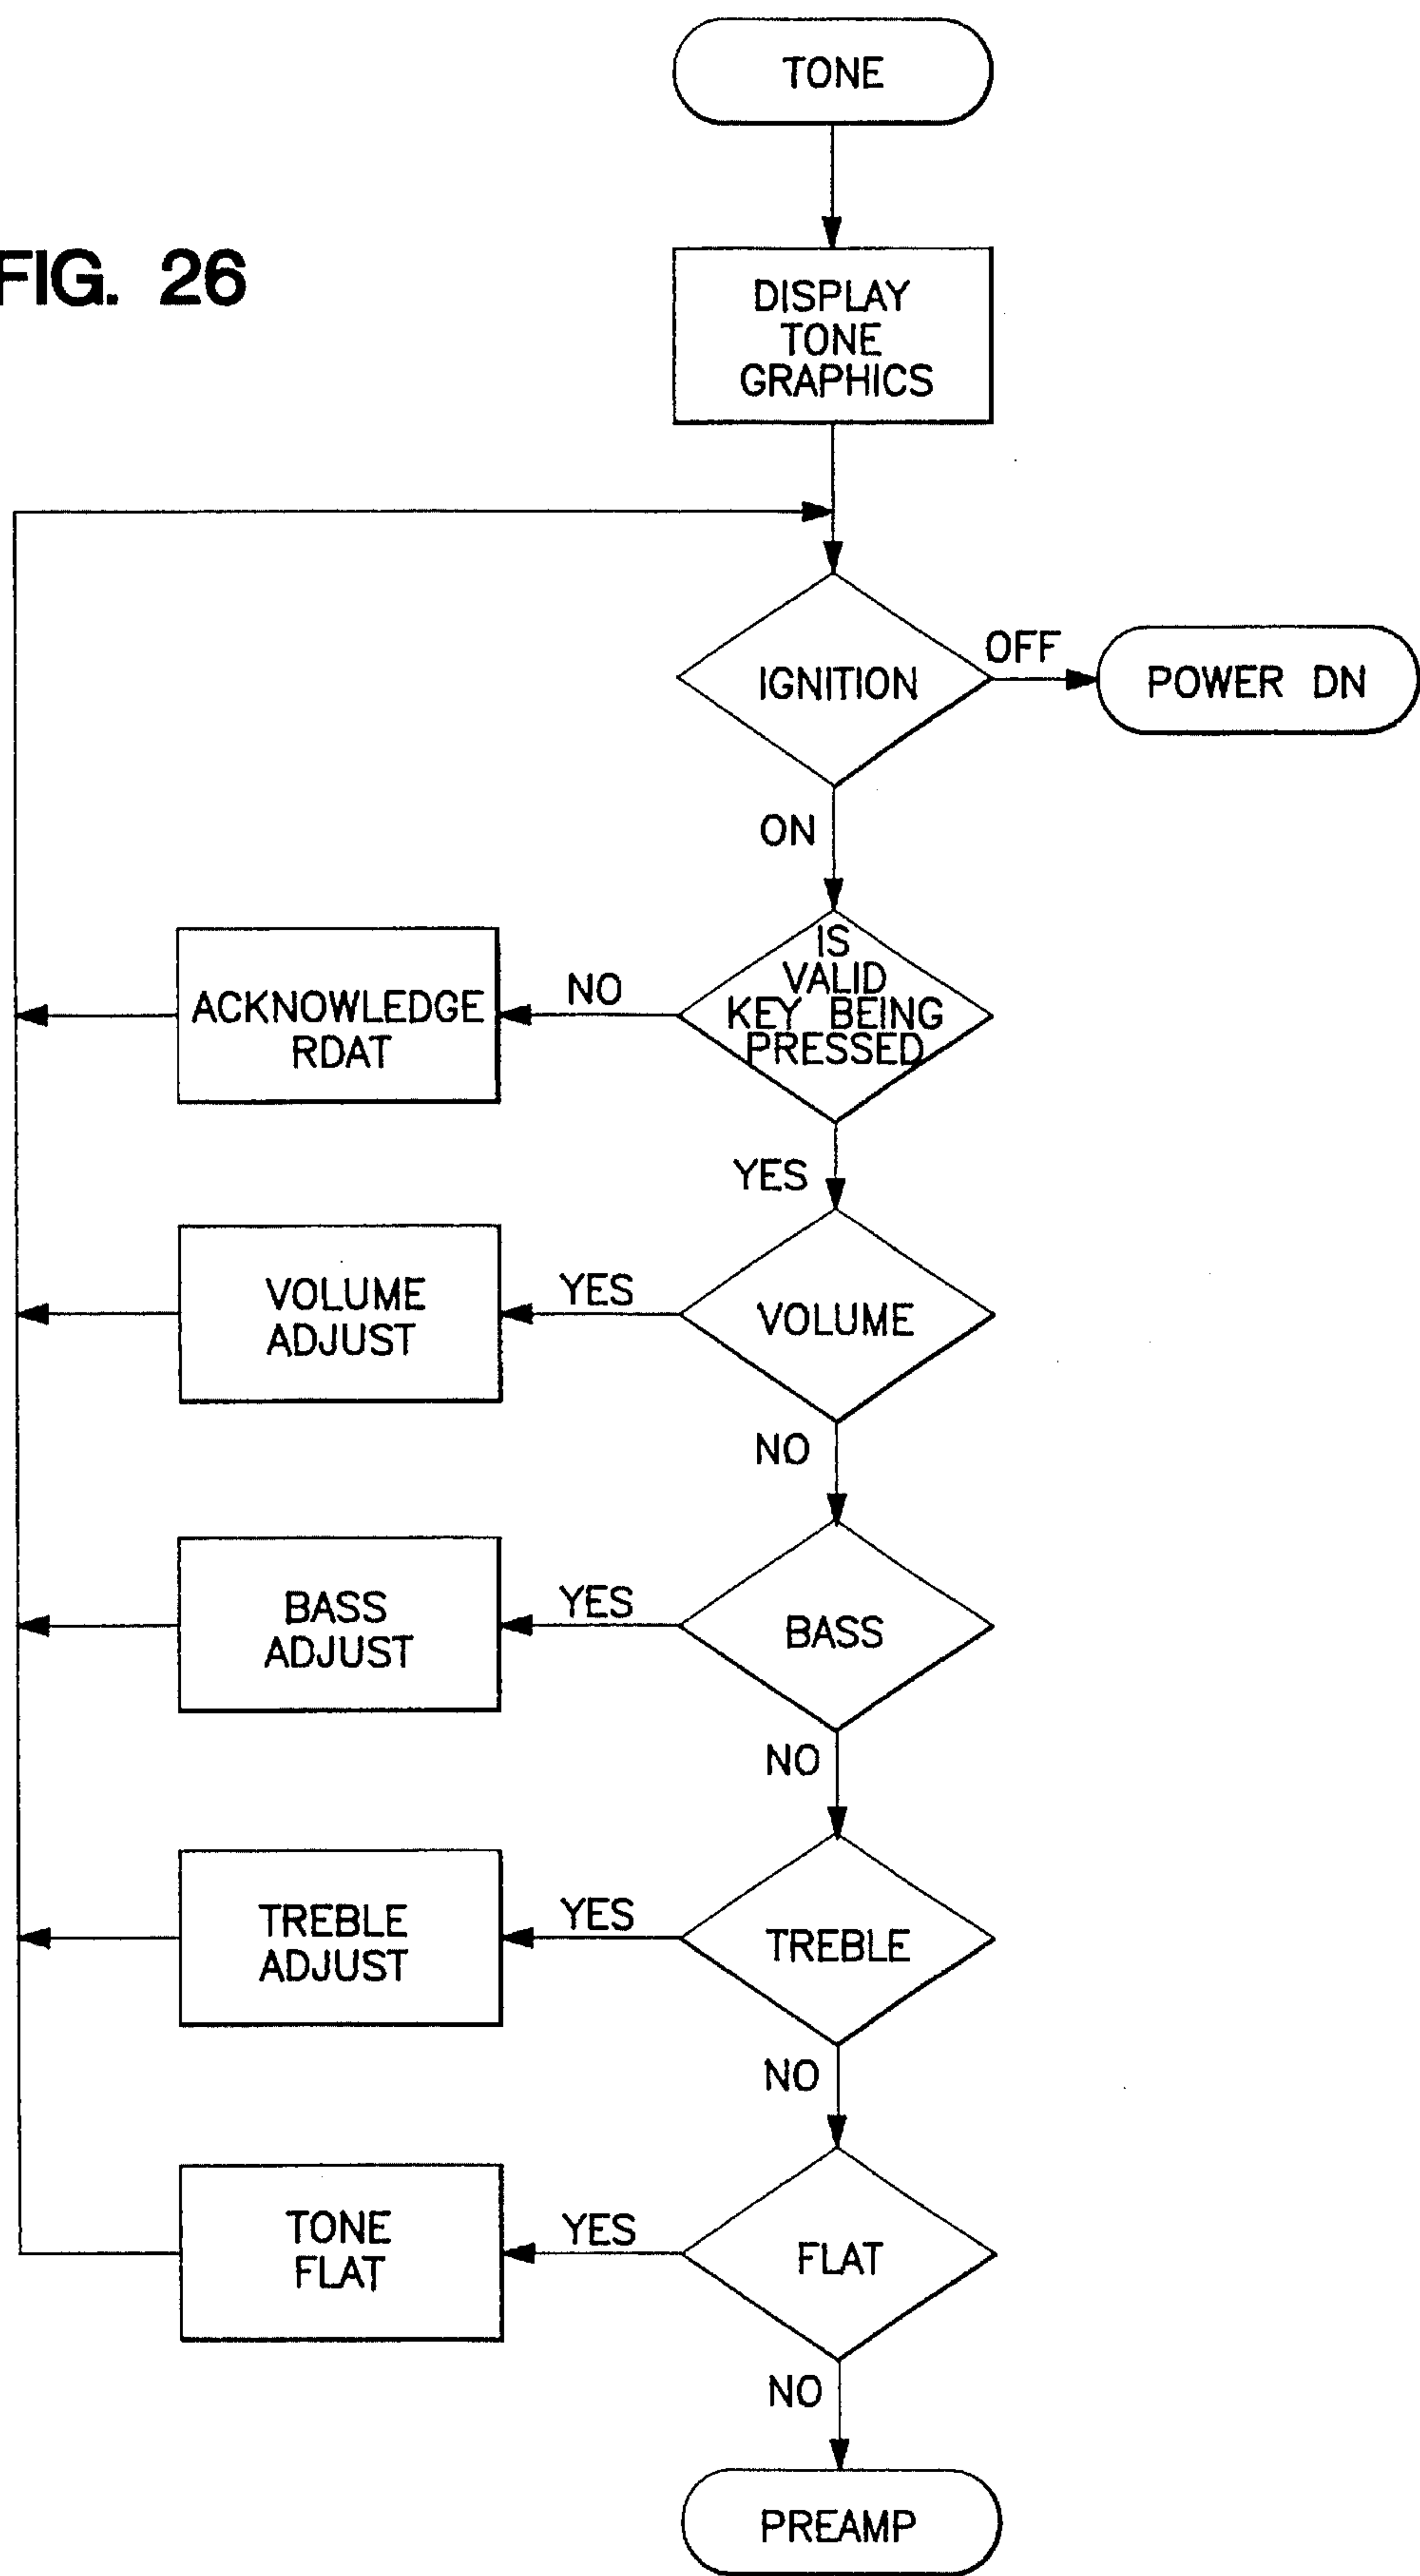 TONE
FIG. 26
DISPLAY
TONE
GRAPHICS
IGNITION
OFF
POWER DN
ON
IS
VALID
KEY BEING
PRESSED
NO
ACKNOWLEDGE
RDAT
YES
VOLUME
YES
VOLUME
ADJUST
NO
BASS
YES
BASS
ADJUST
NO
TREBLE
YES
TREBLE
ADJUST
NO
FLAT
YES
TONE
FLAT
NO
PREAMP